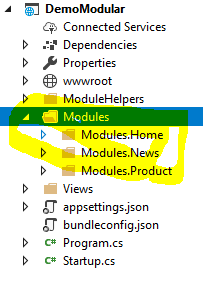 DemoModular
Connected Services
Dependencies
Properties
wwwroot
ModuleHelpers
Modules
Modules.Home
Modules.News
Modules.Product
Views
appsettings.json
bundleconfig.json
C# Program.cs
C# Startup.cs